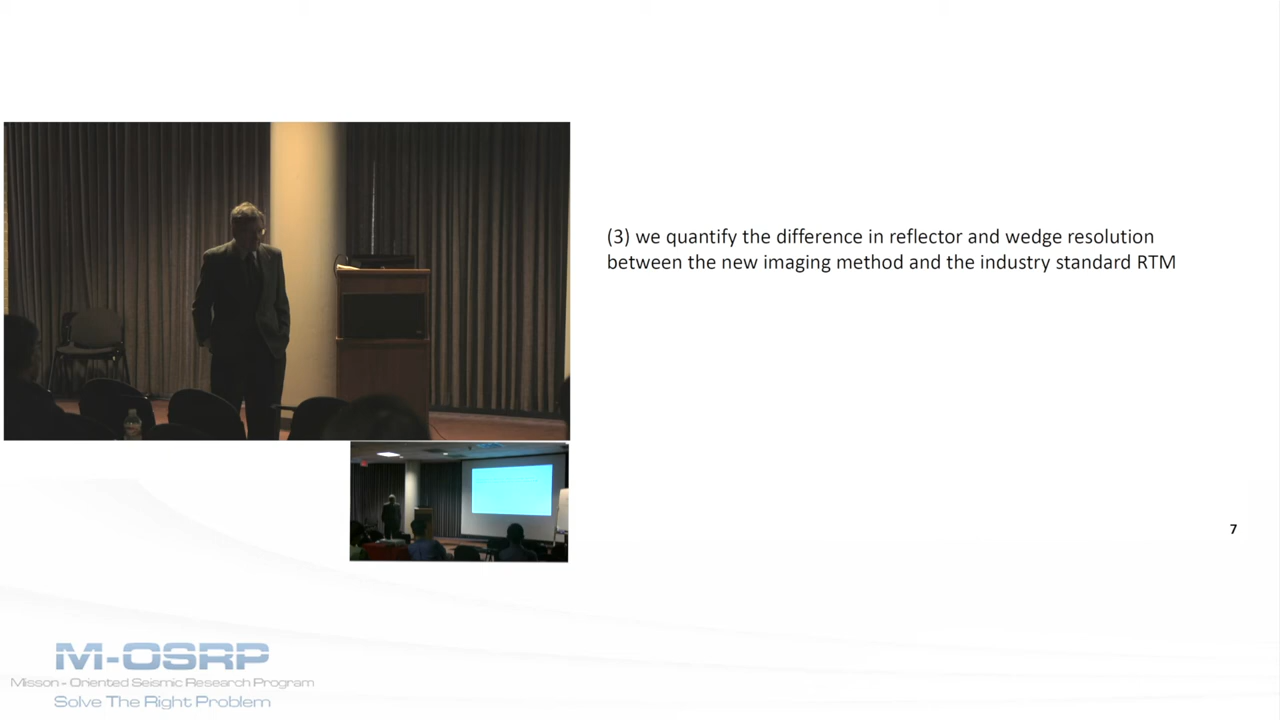 (3) we quantify the difference in reflector and wedge resolution
between the new imaging method and the industry standard RTM
7
M-OSRP
Misson - Oriented Seismic Research Program
Solve The Right Problem